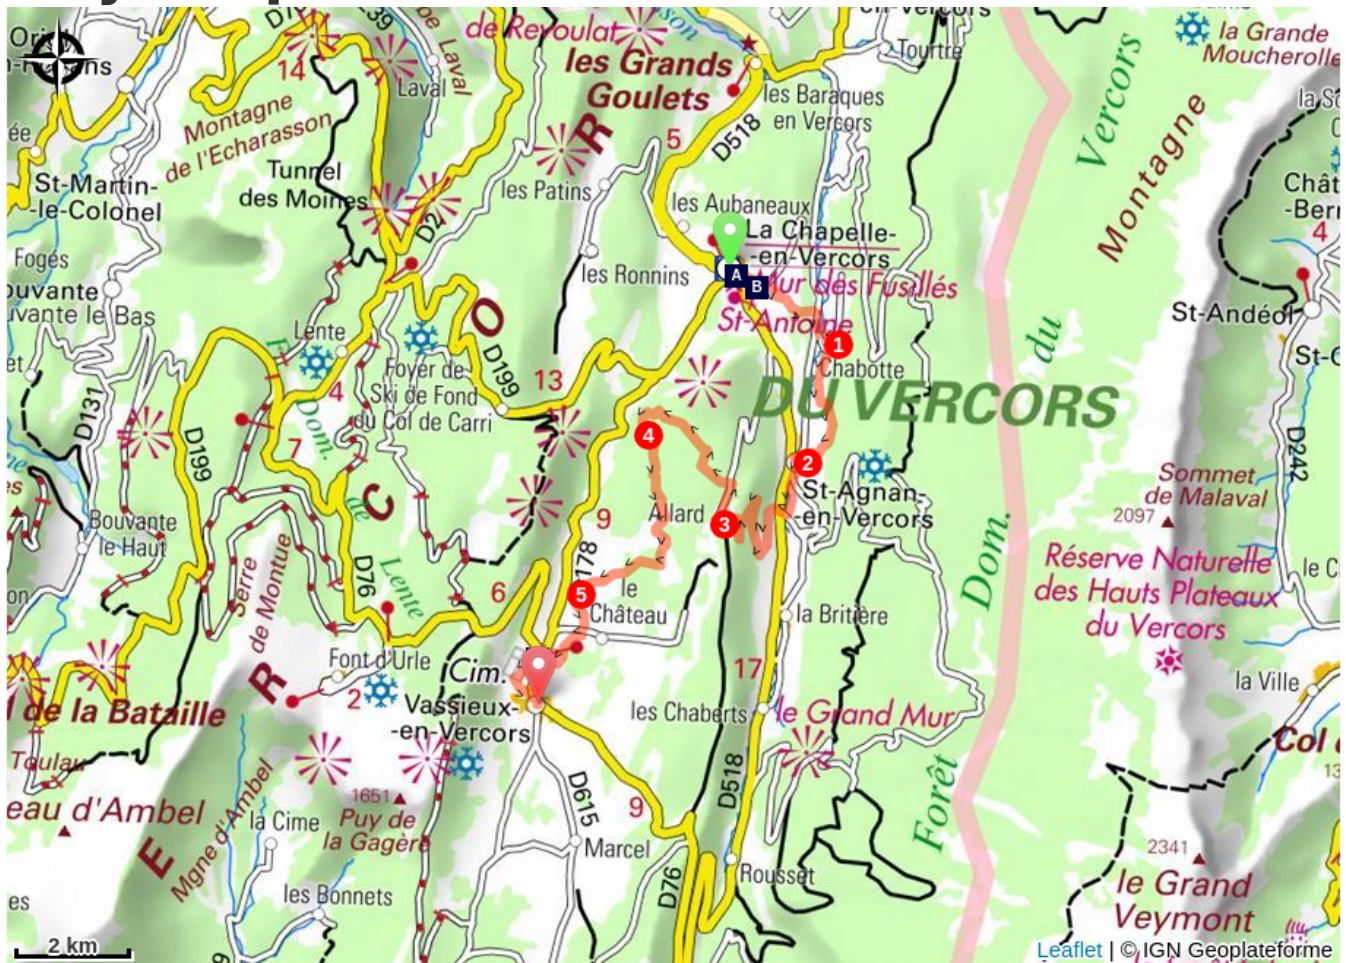 de Revoulat
les Grands
Goulets
en-Vercors
Tourtre
la Grande
Moucherolle
14
Laval
Montagne
de l'Echarasson
les Baraques
en Vercors
D518
5
Vercors
Montagne
St-Martin-
-le-Colonel
Tunnel
des Moines
les Patins
les Aubaneaux
R
La Chapelle-
-en-Vercors
A
B
Mur des Fusillés
St-Antoine
Fogés
les Ronnins
4
St-Andéol
Lente
1
Chabotte
du
O
D199
Foyer de
Ski de Fond
du Col de Carri
13
4
DU VERCORS
D131
D199
7
Dom.
de
Lente
C
4
2
St-Agnan-
-en-Vercors
Sommet
de Malaval
2097
D242
Bouvante
le Haut
9
Allard
3
Serre
de Montue
D76
6
5
le
Château
Dom.
Réserve Naturelle
des Hauts Plateaux
du Vercors
la Britière
R
Font d'Urle
2
Cim.
Vassieux-
-en-Vercors
17
les Chaberts
le Grand Mur
la Ville
de la Bataille
Toulau
eau d'Ambel
Mgne d'Ambel
1651
Puy de
la Gagère
D615
9
D518
Forêt
la Cime
E
Marcel
D76
Rousset
2341
le Grand
Veymont
les Bonnets
2 km
Leaflet | © IGN Geoplateforme